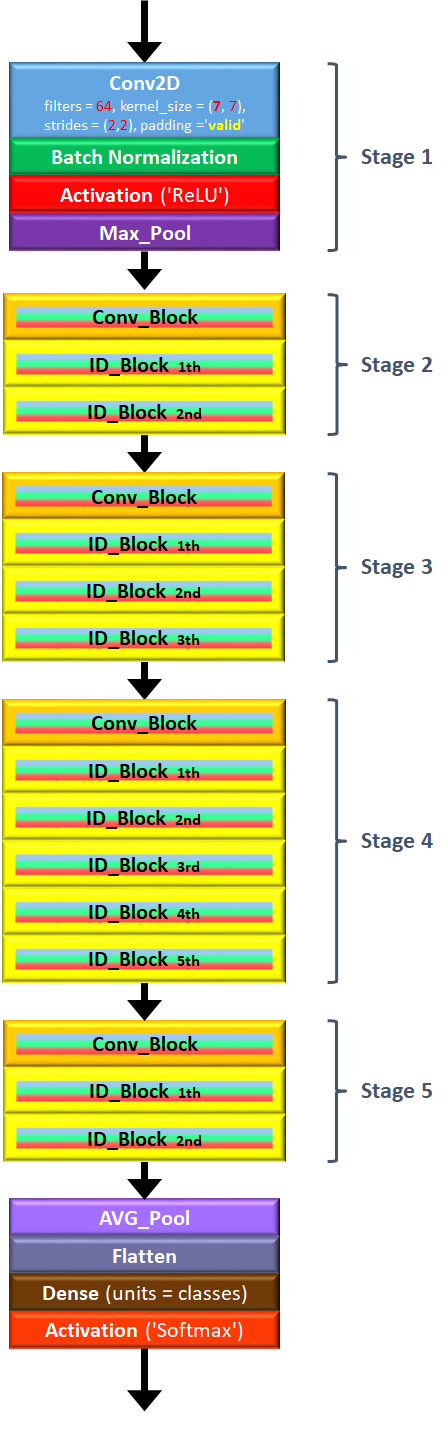 Conv2D
filters = 64, kernel_size = (7, 7),
strides = (2,2), padding ='valid'
Batch Normalization
Activation ('ReLU')
Max_Pool
Stage 1
Conv_Block
ID_Block 1th
ID_Block 2nd
Stage 2
Conv_Block
ID_Block 1th
ID_Block 2nd
ID_Block 3th
Stage 3
Conv_Block
ID_Block 1th
ID_Block 2nd
ID_Block 3rd
ID_Block 4th
ID_Block 5th
Stage 4
Conv_Block
ID_Block 1th
ID_Block 2nd
Stage 5
AVG_Pool
Flatten
Dense (units = classes)
Activation ('Softmax')